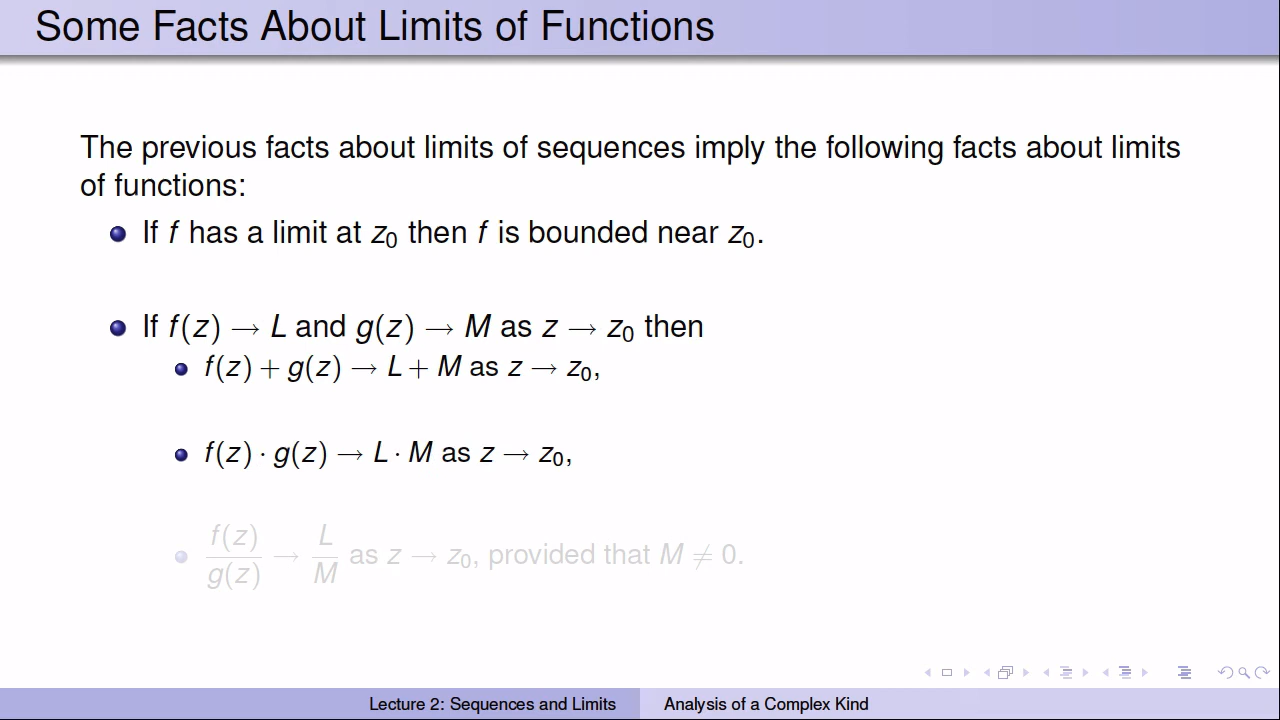 Some Facts About Limits of Functions
The previous facts about limits of sequences imply the following facts about limits
of functions:
If f has a limit at z₀ then f is bounded near z₀.
If f(z) → L and g(z) → M as z → z₀ then
f(z) + g(z) → L + M as z → z₀,
f(z) · g(z) → L · M as z → z₀,
f(z)/g(z) → L/M as z → z₀, provided that M ≠ 0.
Lecture 2: Sequences and Limits
Analysis of a Complex Kind